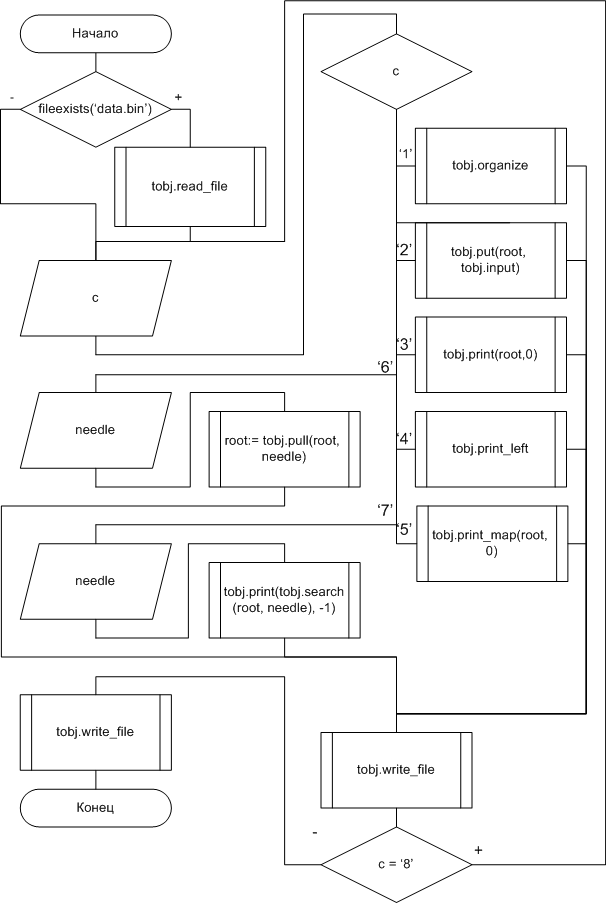 Начало
c
-
fileexists(‘data.bin’)
+
‘1’
tobj.organize
tobj.read_file
‘2’
tobj.put(root,
tobj.input)
c
‘3’
tobj.print(root,0)
‘6’
needle
root:= tobj.pull(root,
needle)
‘4’
tobj.print_left
‘7’
‘5’
tobj.print_map(root,
0)
needle
tobj.print(tobj.search
(root, needle), -1)
tobj.write_file
tobj.write_file
Конец
-
c = ‘8’
+